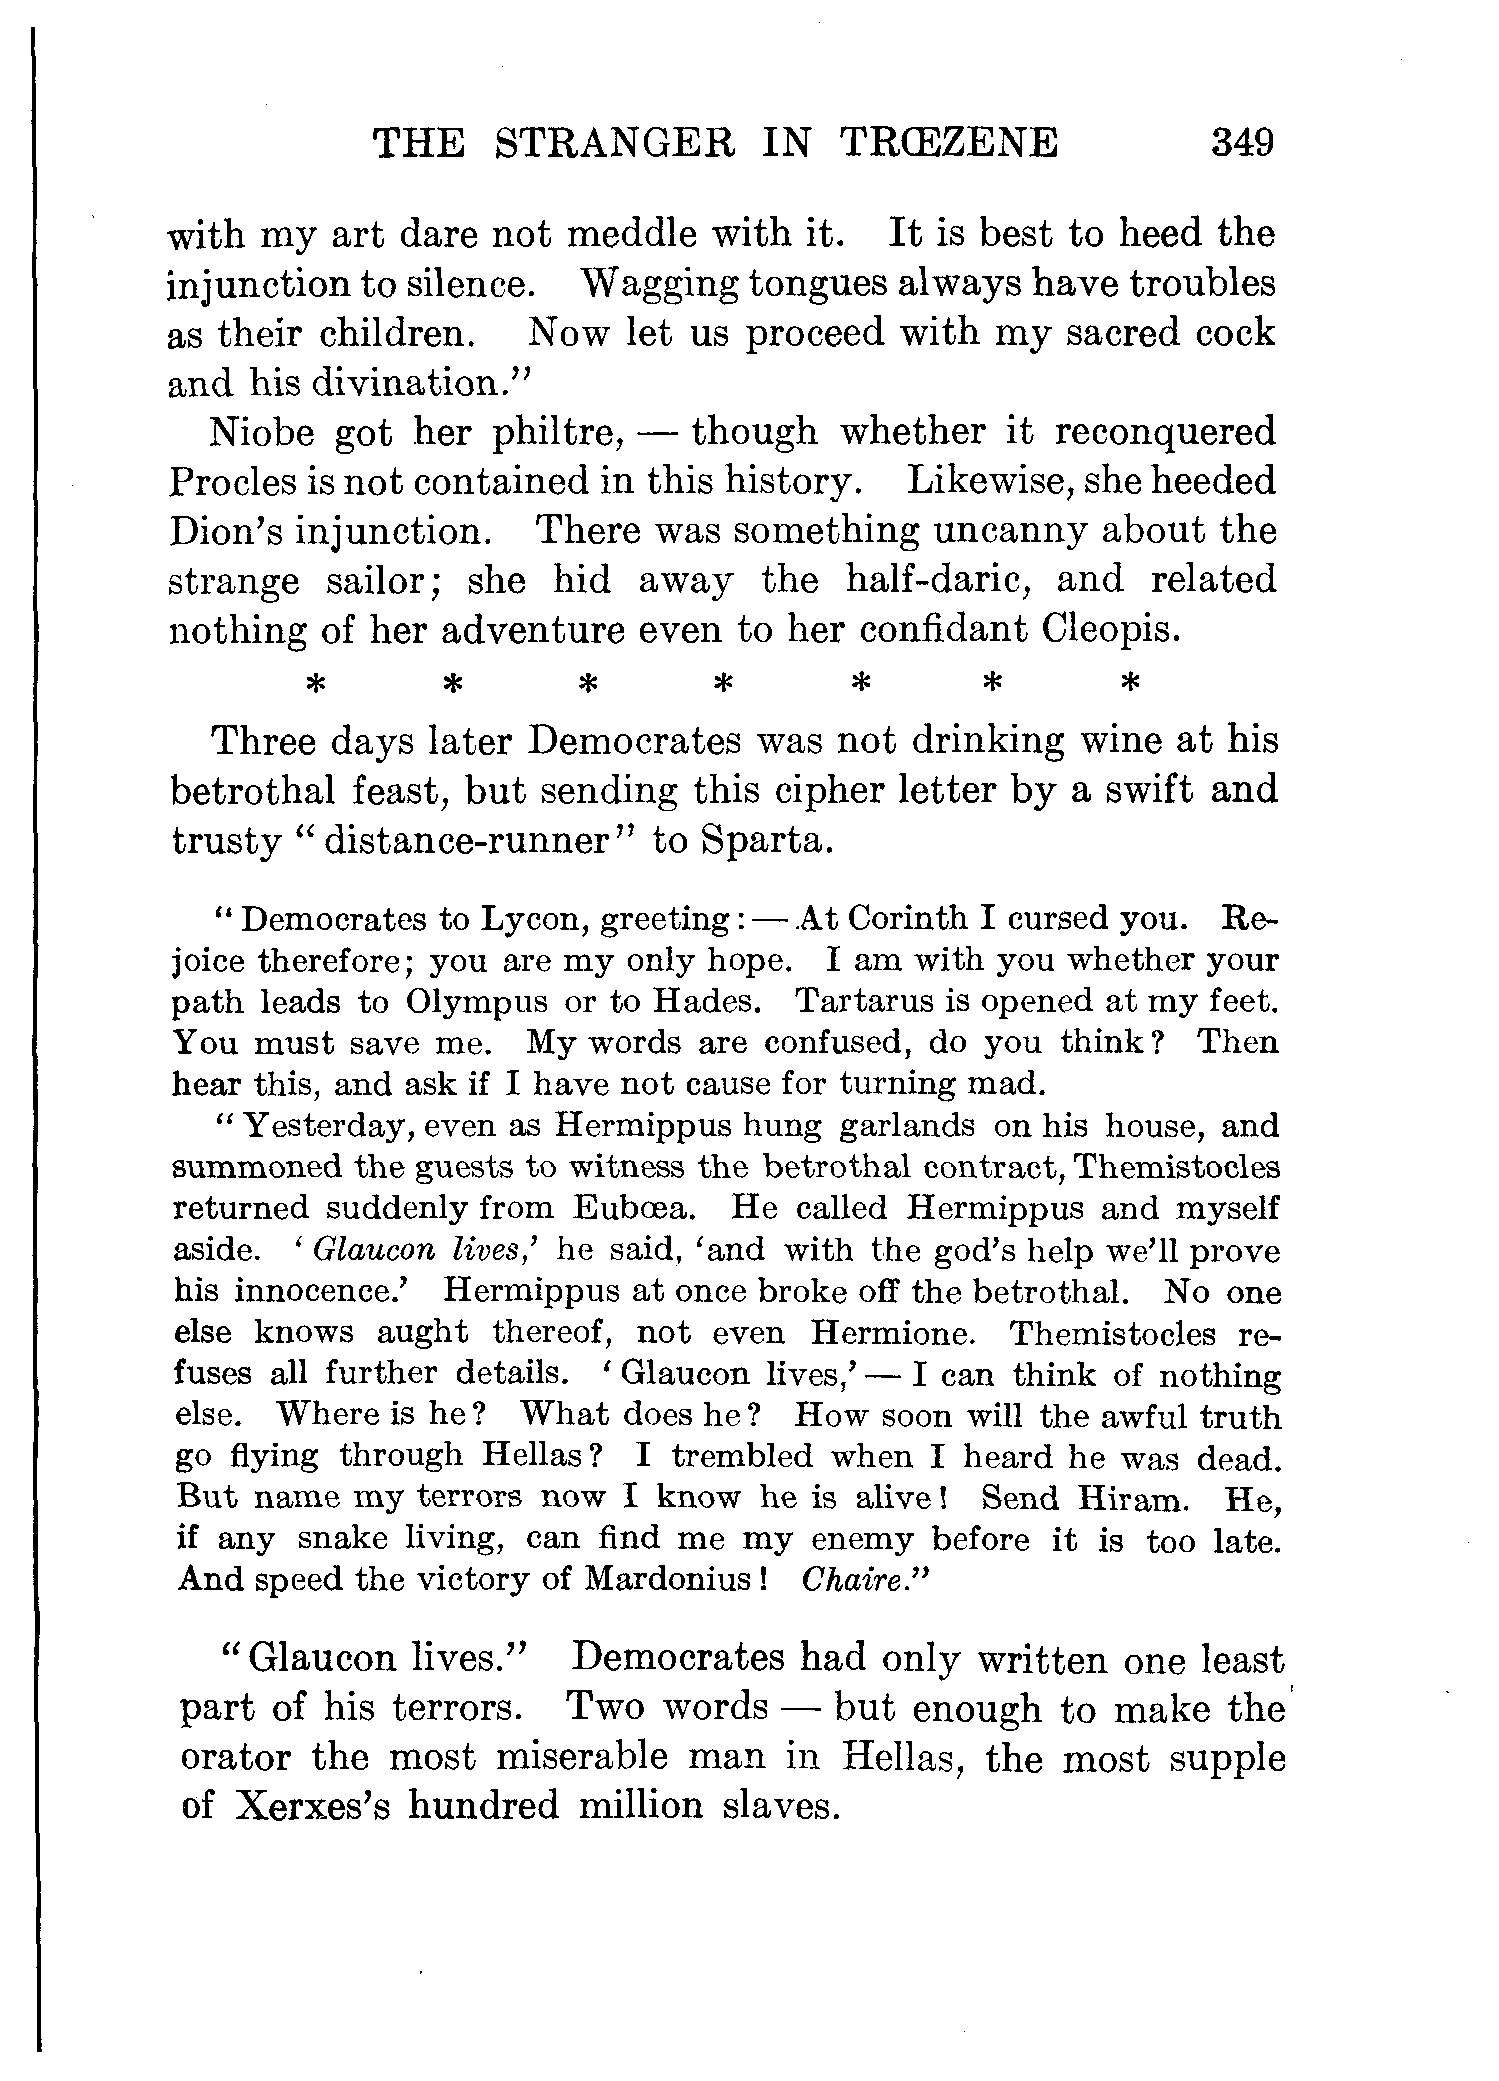 THE STRANGER IN TRŒZENE 349
with my art dare not meddle with it. It is best to heed the
injunction to silence. Wagging tongues always have troubles
as their children. Now let us proceed with my sacred cock
and his divination."
Niobe got her philtre, — though whether it reconquered
Procles is not contained in this history. Likewise, she heeded
Dion's injunction. There was something uncanny about the
strange sailor; she hid away the half-daric, and related
nothing of her adventure even to her confidant Cleopis.
* * * * * * *
Three days later Democrates was not drinking wine at his
betrothal feast, but sending this cipher letter by a swift and
trusty "distance-runner" to Sparta.
"Democrates to Lycon, greeting: — At Corinth I cursed you. Re-
joice therefore; you are my only hope. I am with you whether your
path leads to Olympus or to Hades. Tartarus is opened at my feet.
You must save me. My words are confused, do you think? Then
hear this, and ask if I have not cause for turning mad.
"Yesterday, even as Hermippus hung garlands on his house, and
summoned the guests to witness the betrothal contract, Themistocles
returned suddenly from Eubœa. He called Hermippus and myself
aside. 'Glaucon lives,' he said, 'and with the god's help we'll prove
his innocence.' Hermippus at once broke off the betrothal. No one
else knows aught thereof, not even Hermione. Themistocles re-
fuses all further details. 'Glaucon lives,' — I can think of nothing
else. Where is he? What does he? How soon will the awful truth
go flying through Hellas? I trembled when I heard he was dead.
But name my terrors now I know he is alive! Send Hiram. He,
if any snake living, can find me my enemy before it is too late.
And speed the victory of Mardonius! Chaire."
"Glaucon lives." Democrates had only written one least
part of his terrors. Two words — but enough to make the
orator the most miserable man in Hellas, the most supple
of Xerxes's hundred million slaves.